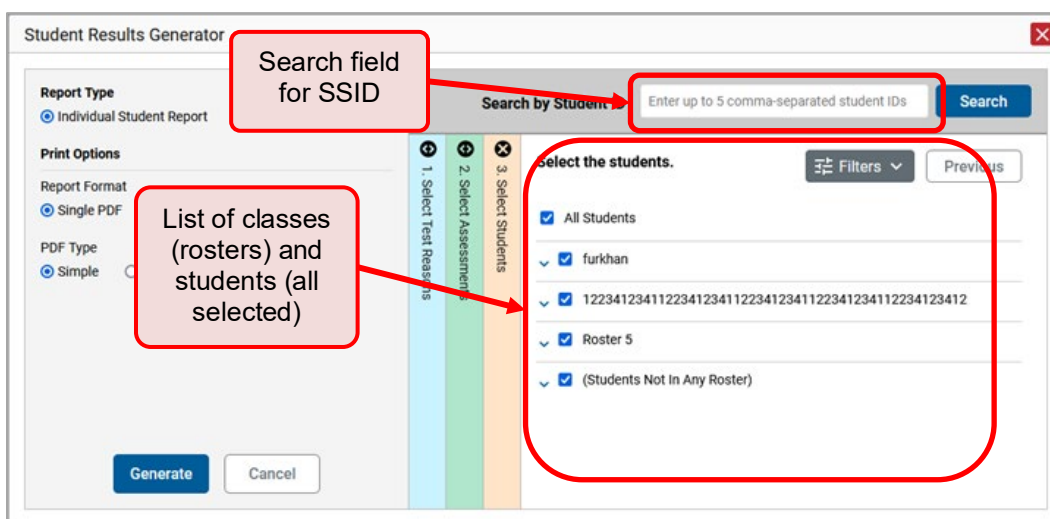 Student Results Generator
Search field
for SSID
Report Type
Individual Student Report
Print Options
Report Format
Single PDF
PDF Type
Simple
List of classes
(rosters) and
students (all
selected)
Generate
Cancel
Search by Student
Enter up to 5 comma-separated student IDs
Search
1. Select Test Reasons
2. Select Assessments
3. Select Students
Select the students.
Filters
Previous
All Students
furkhan
12234123411223412341122341234112234123411223412341​2
Roster 5
(Students Not In Any Roster)